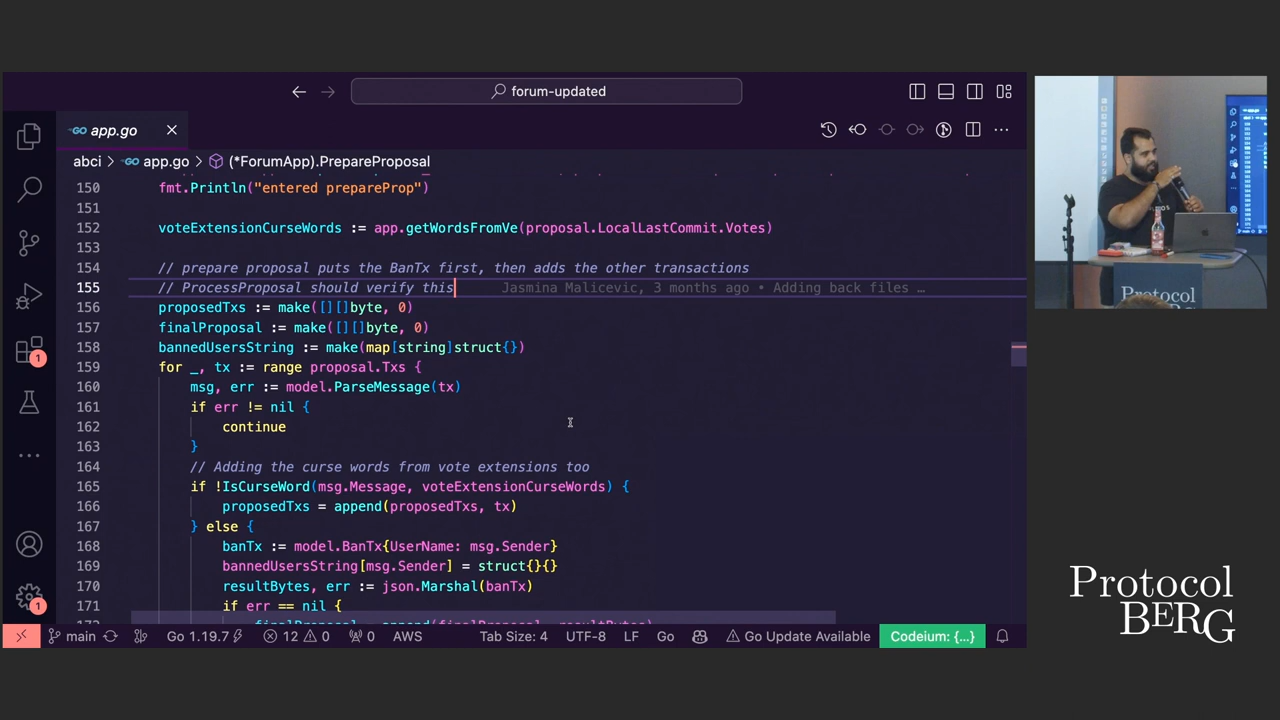 forum-updated
app.go
abci > app.go > (*ForumApp).PrepareProposal
150 fmt.Println("entered prepareProp")
151
152 voteExtensionCurseWords := app.getWordsFromVe(proposal.LocalLastCommit.Votes)
153
154 // prepare proposal puts the BanTx first, then adds the other transactions
155 // ProcessProposal should verify this Jasmina Malicevic, 3 months ago • Adding back files …
156 proposedTxs := make([][]byte, 0)
157 finalProposal := make([][]byte, 0)
158 bannedUsersString := make(map[string]struct{})
159 for _, tx := range proposal.Txs {
160 msg, err := model.ParseMessage(tx)
161 if err != nil {
162 continue
163 }
164 // Adding the curse words from vote extensions too
165 if !IsCurseWord(msg.Message, voteExtensionCurseWords) {
166 proposedTxs = append(proposedTxs, tx)
167 } else {
168 banTx := model.BanTx{UserName: msg.Sender}
169 bannedUsersString[msg.Sender] = struct{}{}
170 resultBytes, err := json.Marshal(banTx)
171 if err == nil {
1
1
main Go 1.19.7 12 0 0 AWS Tab Size: 4 UTF-8 LF Go Go Update Available Codeium: {...}
Protocol
Protocol
BERG